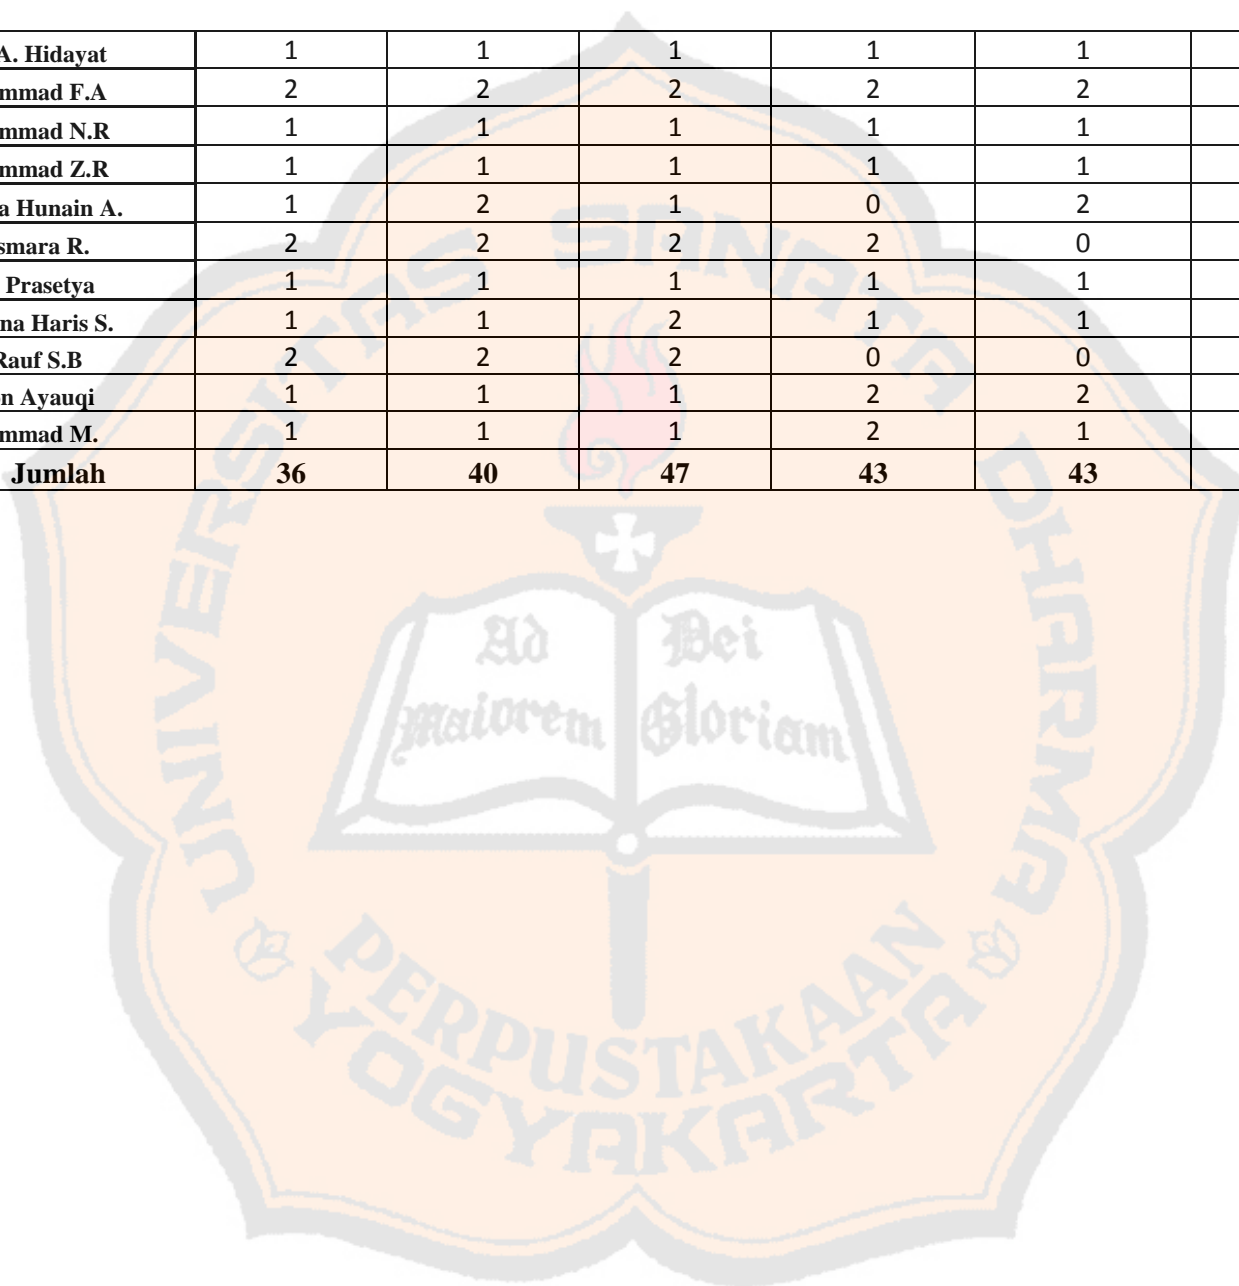 A. Hidayat 1 1 1 1 1
mmad F.A 2 2 2 2 2
mmad N.R 1 1 1 1 1
mmad Z.R 1 1 1 1 1
a Hunain A. 1 2 1 0 2
smara R. 2 2 2 2 0
Prasetya 1 1 1 1 1
na Haris S. 1 1 2 1 1
Rauf S.B 2 2 2 0 0
n Ayauqi 1 1 1 2 2
mmad M. 1 1 1 2 1
Jumlah 36 40 47 43 43
UNIVERSITAS SANATA DHARMA
Ad Dei
maiorem Gloriam
PERPUSTAKAAN
YOGYAKARTA